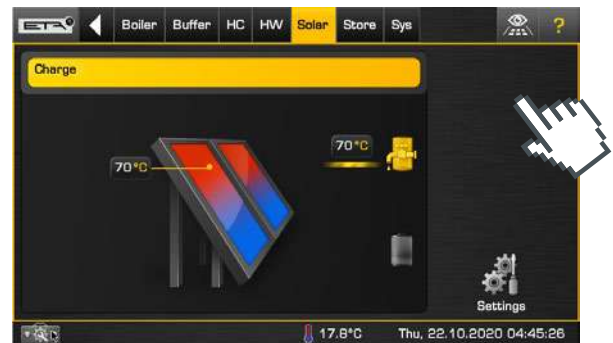 ETA Boiler Buffer HC HW Solar Store Sys ?
Charge
70°C
70°C
Settings
17.8°C Thu, 22.10.2020 04:45:26